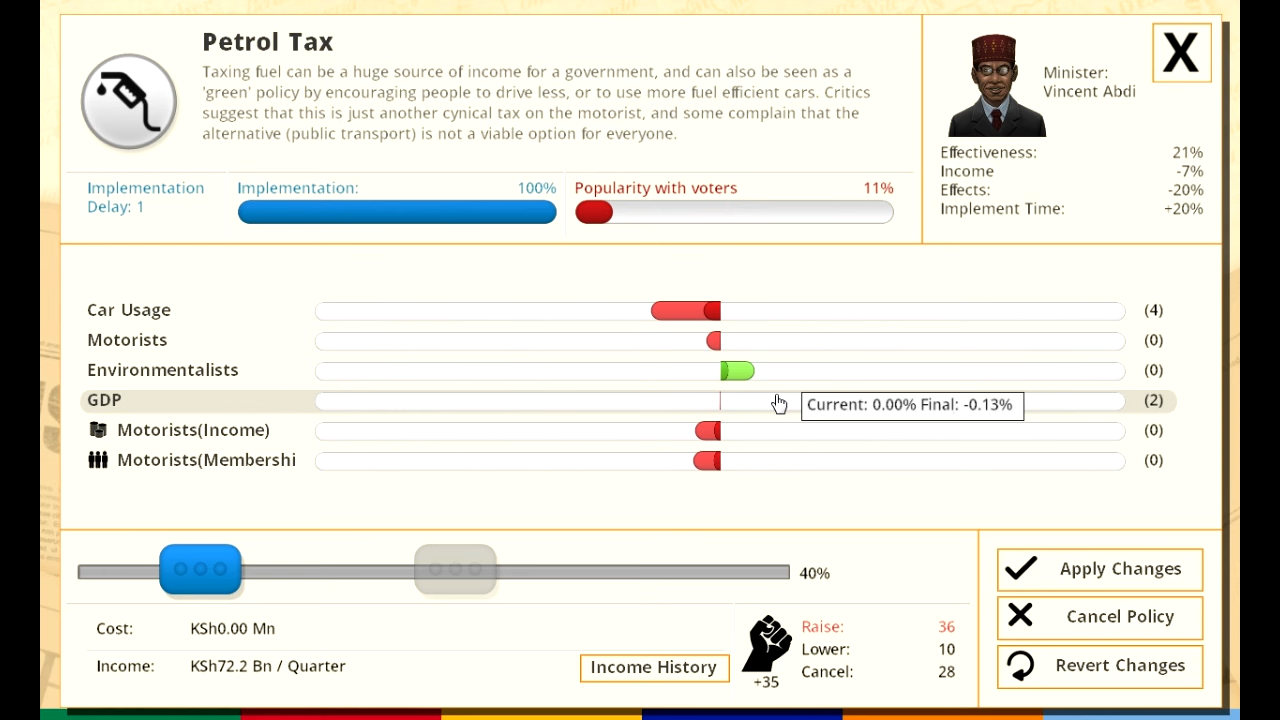 Petrol Tax
Taxing fuel can be a huge source of income for a government, and can also be seen as a
'green' policy by encouraging people to drive less, or to use more fuel efficient cars. Critics
suggest that this is just another cynical tax on the motorist, and some complain that the
alternative (public transport) is not a viable option for everyone.
X
Minister:
Vincent Abdi
Effectiveness: 21%
Income -7%
Effects: -20%
Implement Time: +20%
Implementation
Delay: 1
Implementation: 100%
Popularity with voters 11%
Car Usage (4)
Motorists (0)
Environmentalists (0)
GDP (2)
Current: 0.00% Final: -0.13%
Motorists(Income) (0)
Motorists(Membershi (0)
40%
Cost: KSh0.00 Mn
Income: KSh72.2 Bn / Quarter
Income History
+35
Raise: 36
Lower: 10
Cancel: 28
Apply Changes
Cancel Policy
Revert Changes